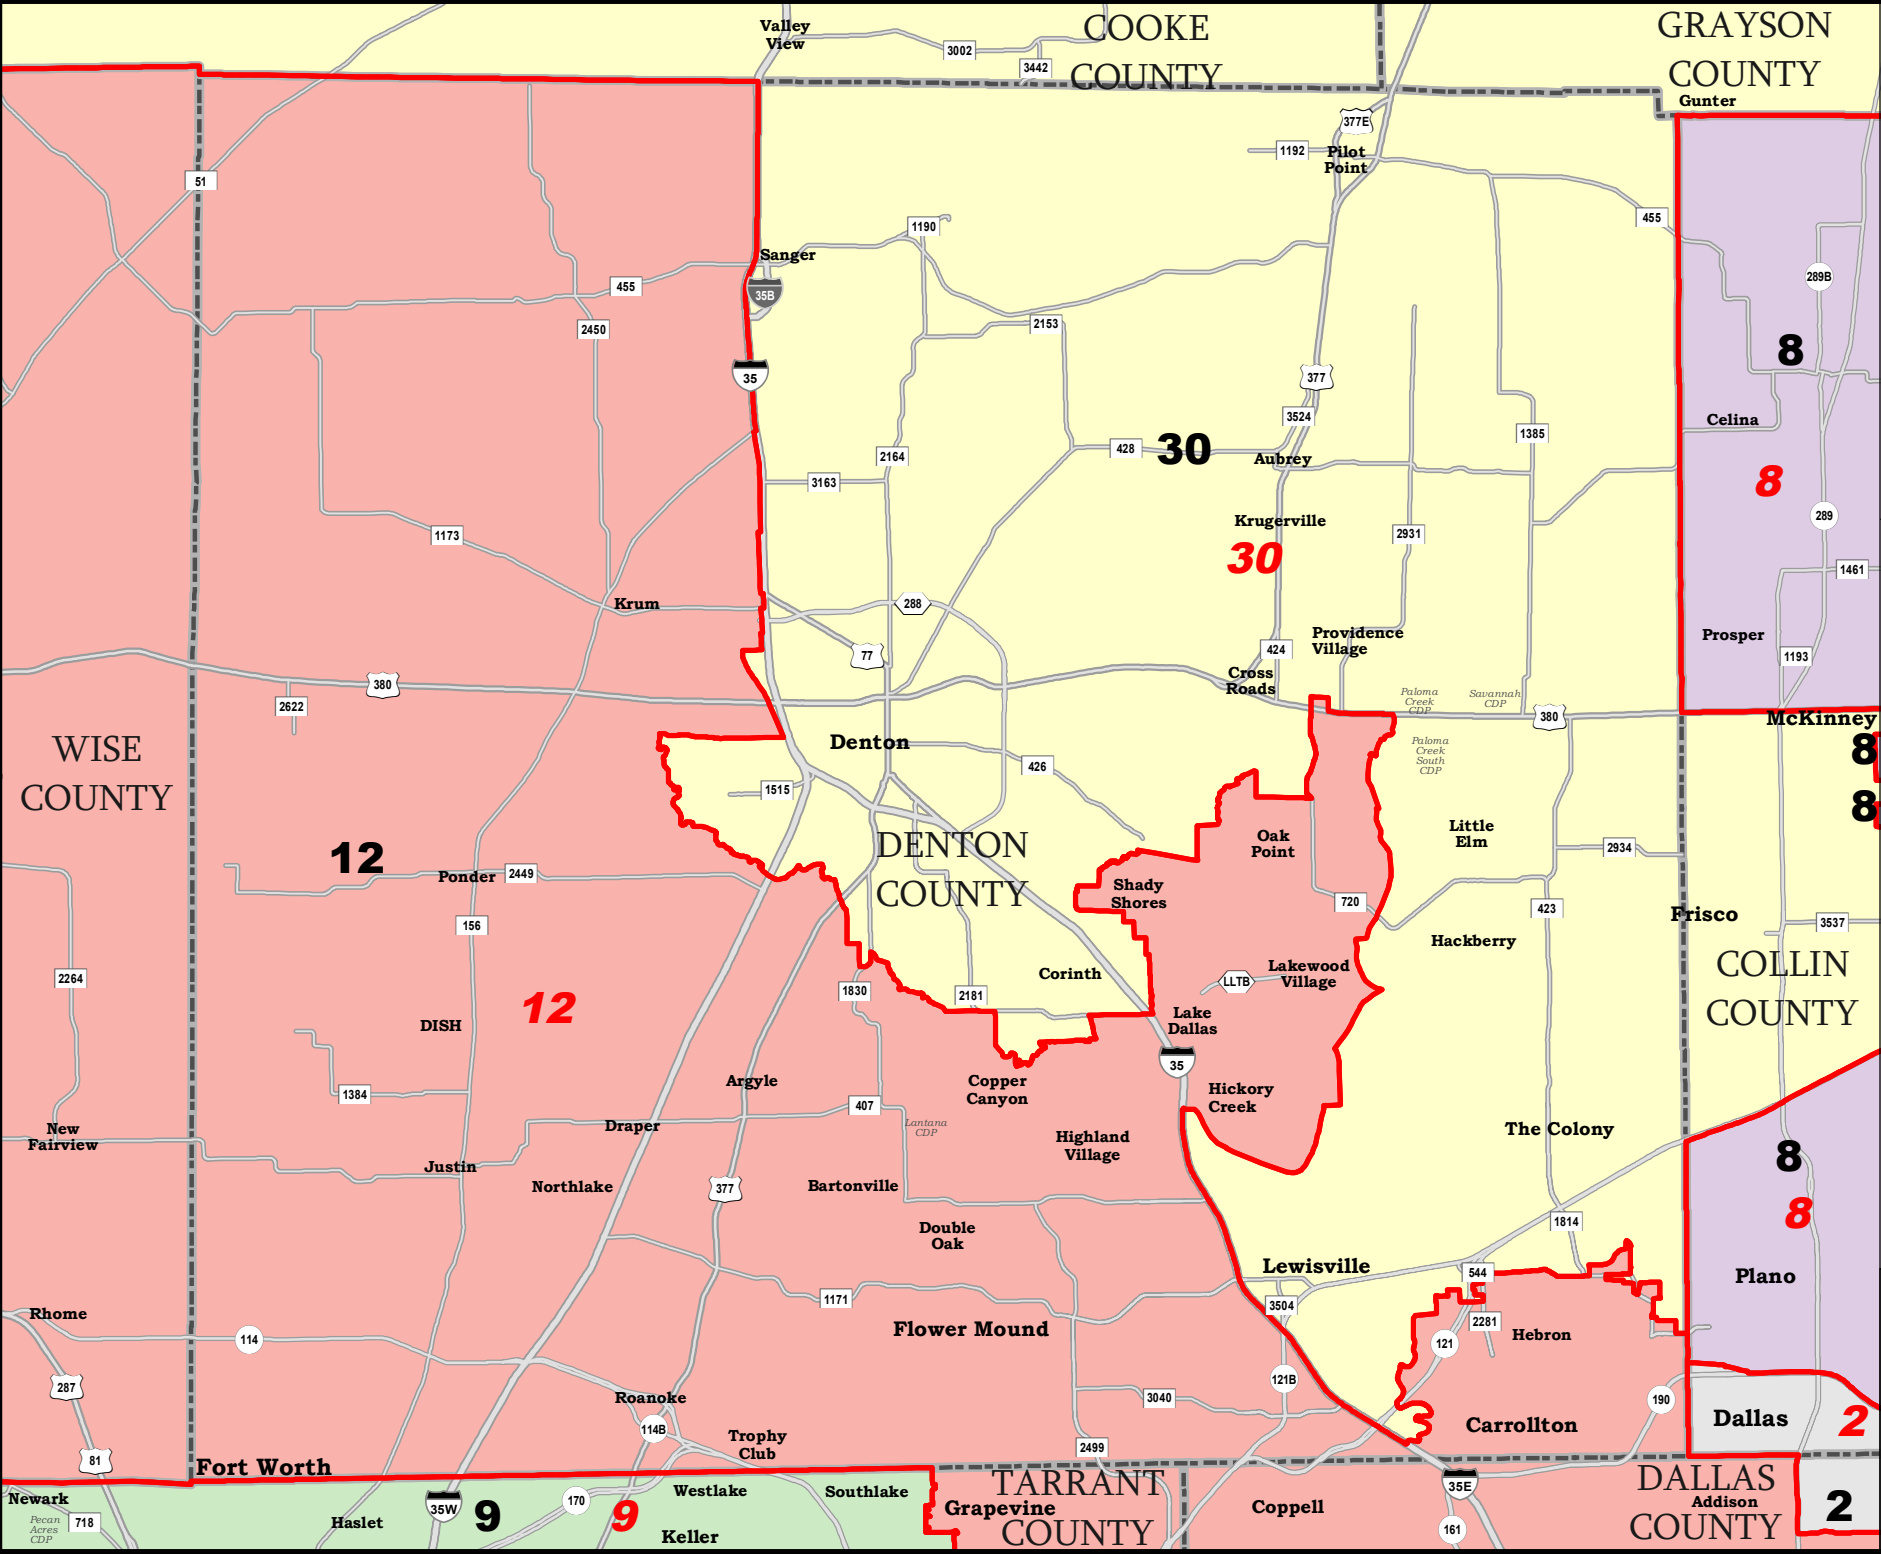 Valley
View
COOKE
COUNTY
GRAYSON
COUNTY
3002
3442
Gunter
377E
1192
Pilot
Point
51
455
1190
Sanger
289B
455
35B
2450
2153
8
35
377
3524
Celina
1385
428
30
2164
Aubrey
8
3163
Krugerville
289
1173
2931
30
1461
288
Krum
Providence
Village
Prosper
424
77
1193
380
Cross
Roads
Paloma
Creek
CDP
Savannah
CDP
2622
380
McKinney
WISE
COUNTY
Denton
Paloma
Creek
South
CDP
8
426
1515
8
Little
Elm
Oak
Point
DENTON
COUNTY
2934
12
Ponder
2449
Shady
Shores
720
423
156
Frisco
3537
Hackberry
COLLIN
COUNTY
2264
Corinth
Lakewood
Village
LLTB
1830
2181
12
DISH
Lake
Dallas
35
Argyle
Copper
Canyon
Hickory
Creek
1384
407
New
Fairview
Draper
Lantana
CDP
The Colony
Highland
Village
8
Justin
Northlake
377
Bartonville
8
1814
Double
Oak
Lewisville
544
Plano
1171
3504
Rhome
2281
Flower Mound
Hebron
114
121
121B
287
Roanoke
3040
190
114B
Carrollton
Dallas
2
Trophy
Club
2499
81
Fort Worth
TARRANT
COUNTY
35E
DALLAS
COUNTY
Newark
35W
170
Westlake
Southlake
Grapevine
Coppell
Addison
2
Pecan
Acres
CDP
718
Haslet
9
9
Keller
161